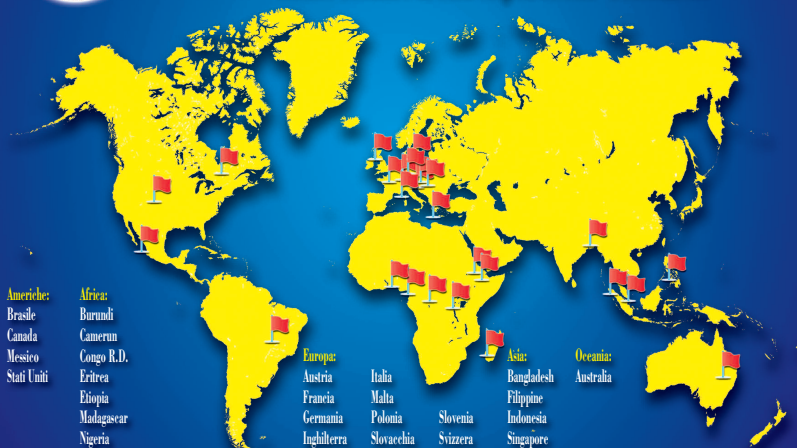 Americhe:
Brasile
Canada
Messico
Stati Uniti
Africa:
Burundi
Camerun
Congo R.D.
Eritrea
Etiopia
Madagascar
Nigeria
Europa:
Austria
Francia
Germania
Inghilterra
Italia
Malta
Polonia
Slovacchia
Slovenia
Svizzera
Asia:
Bangladesh
Filippine
Indonesia
Singapore
Oceania:
Australia